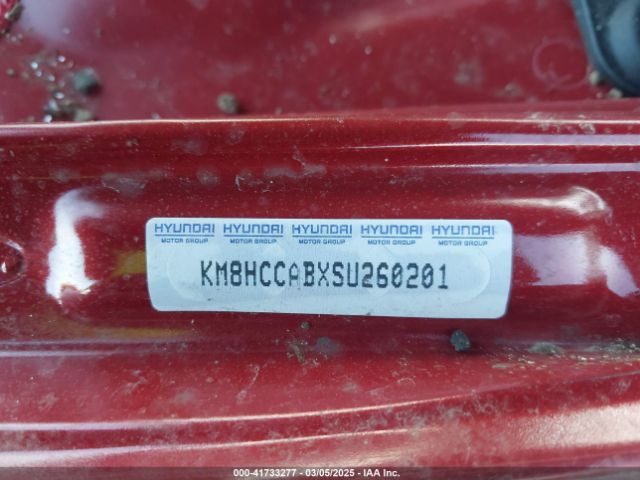 HYUNDAI HYUNDAI HYUNDAI HYUNDAI HYUNDAI
MOTOR GROUP MOTOR GROUP MOTOR GROUP MOTOR GROUP MOTOR GROUP
KM8HCCABXSU260201
000-41733277 - 03/05/2025 - IAA Inc.